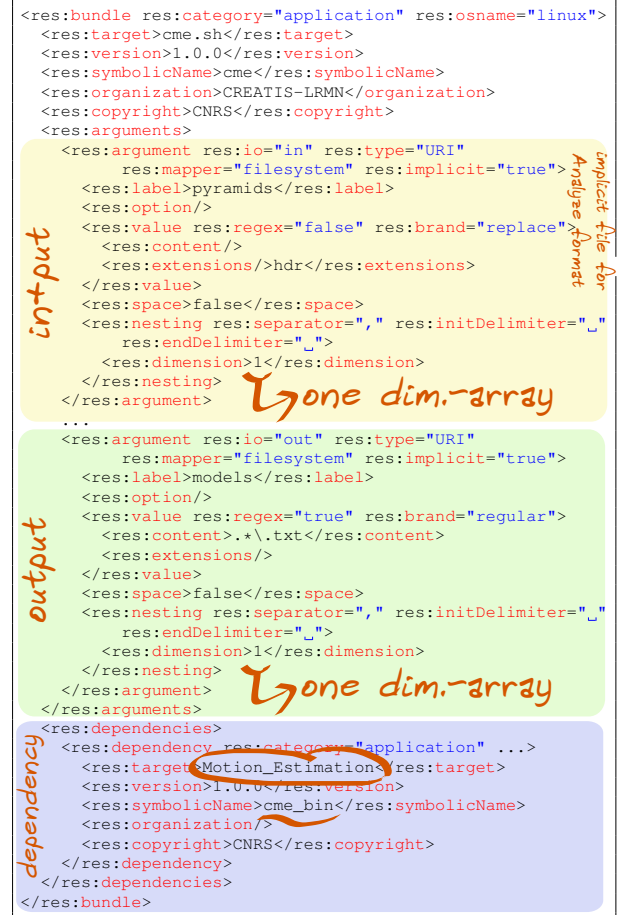 <res:bundle res:category="application" res:osname="linux">
<res:target>cme.sh</res:target>
<res:version>1.0.0</res:version>
<res:symbolicName>cme</res:symbolicName>
<res:organization>CREATIS-LRMN</organization>
<res:copyright>CNRS</res:copyright>
<res:arguments>
<res:argument res:io="in" res:type="URI"
res:mapper="filesystem" res:implicit="true">
<res:label>pyramids</res:label>
<res:option/>
<res:value res:regex="false" res:brand="replace">
<res:content/>
<res:extensions/>hdr</res:extensions>
</res:value>
<res:space>false</res:space>
<res:nesting res:separator="," res:initDelimiter="␣"
res:endDelimiter="␣">
<res:dimension>1</res:dimension>
</res:nesting>
</res:argument>
intput
implicit file for
Analyze format
one dim.-array
...
<res:argument res:io="out" res:type="URI"
res:mapper="filesystem" res:implicit="true">
<res:label>models</res:label>
<res:option/>
<res:value res:regex="true" res:brand="regular">
<res:content>.*\.txt</res:content>
<res:extensions/>
</res:value>
<res:space>false</res:space>
<res:nesting res:separator="," res:initDelimiter="␣"
res:endDelimiter="␣">
<res:dimension>1</res:dimension>
</res:nesting>
</res:argument>
output
one dim.-array
</res:arguments>
<res:dependencies>
<res:dependency res:category="application" ...>
<res:target>Motion_Estimation</res:target>
<res:version>1.0.0</res:version>
<res:symbolicName>cme_bin</res:symbolicName>
<res:organization/>
<res:copyright>CNRS</res:copyright>
</res:dependency>
</res:dependencies>
</res:bundle>
dependency